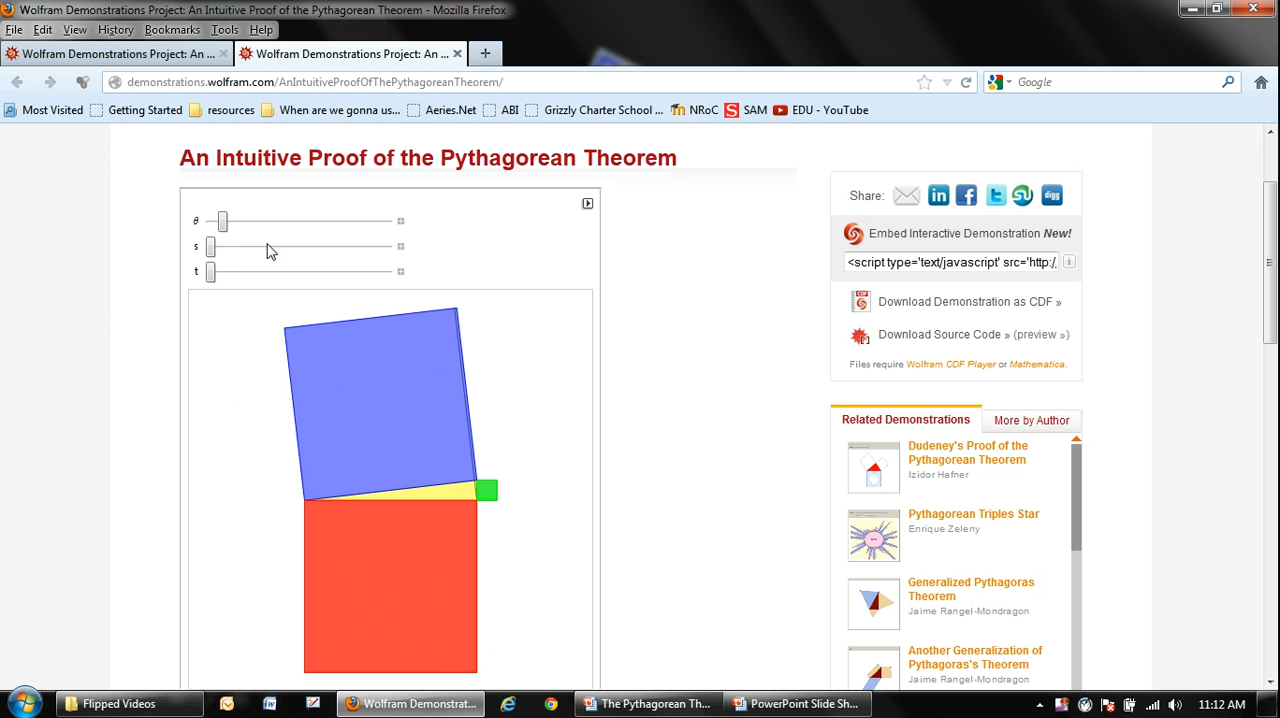 Wolfram Demonstrations Project: An Intuitive Proof of the Pythagorean Theorem - Mozilla Firefox
File Edit View History Bookmarks Tools Help
Wolfram Demonstrations Project: An ... Wolfram Demonstrations Project: An ...
demonstrations.wolfram.com/AnIntuitiveProofOfThePythagoreanTheorem/ Google
Most Visited Getting Started resources When are we gonna us... Aeries.Net ABI Grizzly Charter School ... NRoC SAM EDU - YouTube
An Intuitive Proof of the Pythagorean Theorem
θ
s
t
Share: in f t digg
Embed Interactive Demonstration New!
<script type='text/javascript' src='http:/,
Download Demonstration as CDF »
Download Source Code » (preview »)
Files require Wolfram CDF Player or Mathematica.
Related Demonstrations More by Author
Dudeney's Proof of the
Pythagorean Theorem
Izidor Hafner
Pythagorean Triples Star
Enrique Zeleny
Generalized Pythagoras
Theorem
Jaime Rangel-Mondragon
Another Generalization of
Pythagoras's Theorem
Jaime Rangel-Mondragon
Flipped Videos Wolfram Demonstrat... The Pythagorean Th... PowerPoint Slide Sh... 11:12 AM